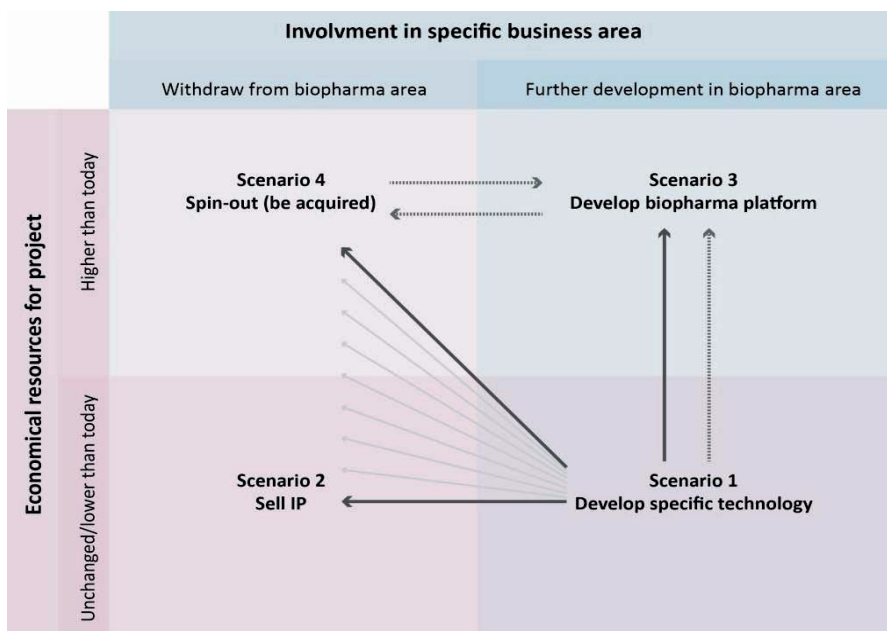 Involvment in specific business area
Withdraw from biopharma area
Further development in biopharma area
Economical resources for project
Higher than today
Unchanged/lower than today
Scenario 4
Spin-out (be acquired)
Scenario 3
Develop biopharma platform
Scenario 2
Sell IP
Scenario 1
Develop specific technology